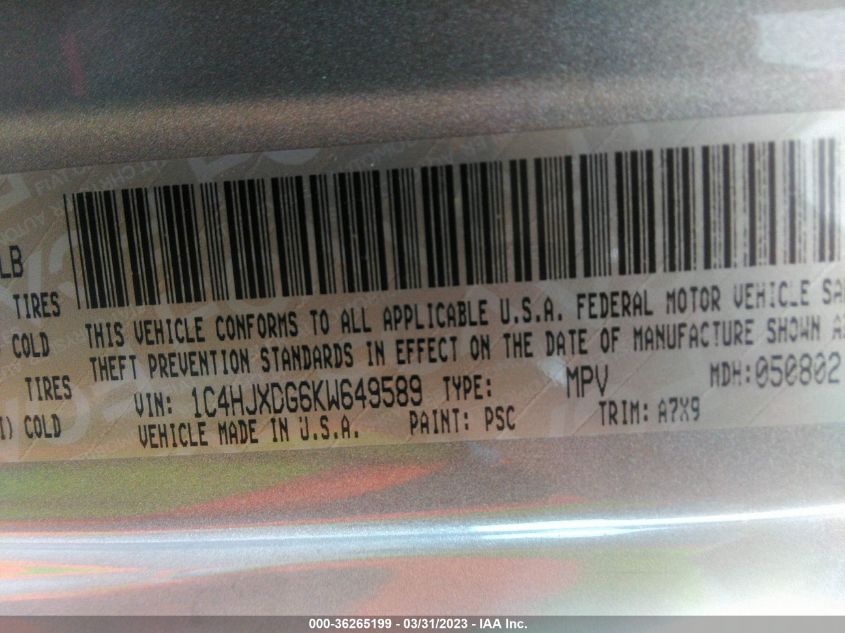 LB
TIRES
COLD
TIRES
COLD
THIS VEHICLE CONFORMS TO ALL APPLICABLE U.S.A. FEDERAL MOTOR VEHICLE SA
THEFT PREVENTION STANDARDS IN EFFECT ON THE DATE OF MANUFACTURE SHOWN A
VIN: 1C4HJXDG6KW649589 TYPE: MPV MDH:050802
VEHICLE MADE IN U.S.A. PAINT: PSC TRIM: A7X9
000-36265199 - 03/31/2023 - IAA Inc.